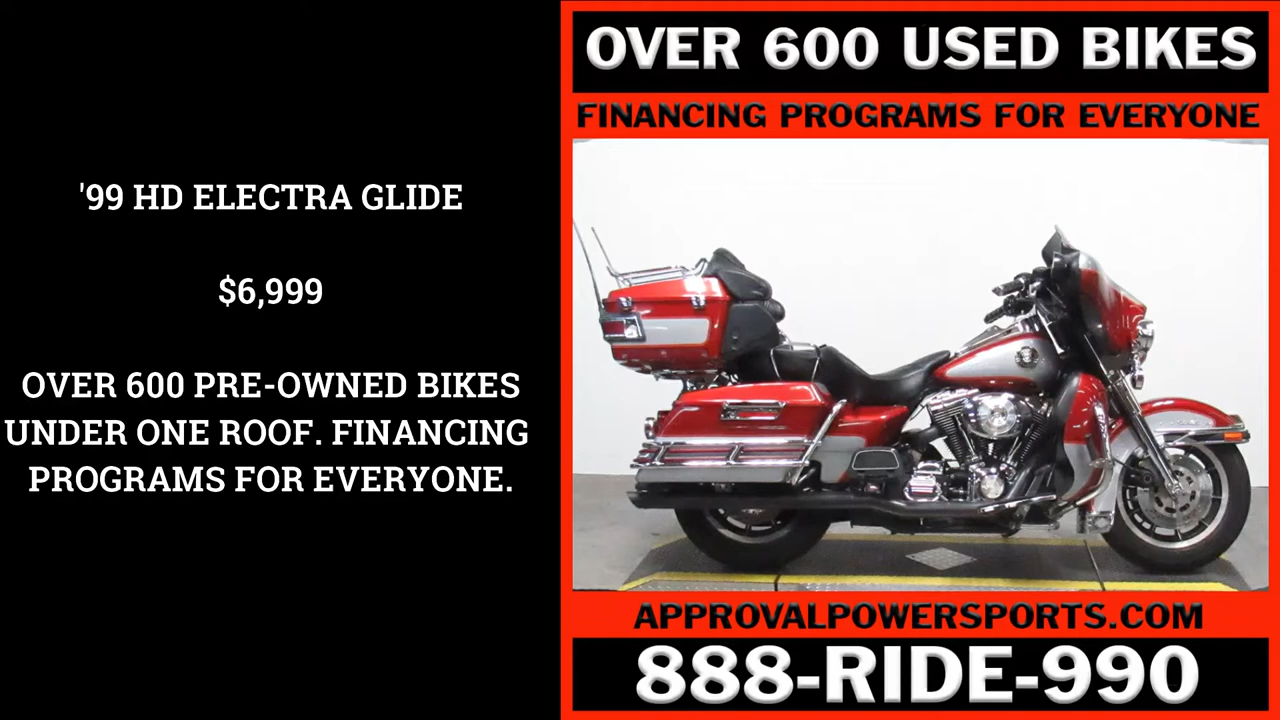 '99 HD ELECTRA GLIDE
$6,999
OVER 600 PRE-OWNED BIKES
UNDER ONE ROOF. FINANCING
PROGRAMS FOR EVERYONE.
OVER 600 USED BIKES
FINANCING PROGRAMS FOR EVERYONE
APPROVALPOWERSPORTS.COM
888-RIDE-990